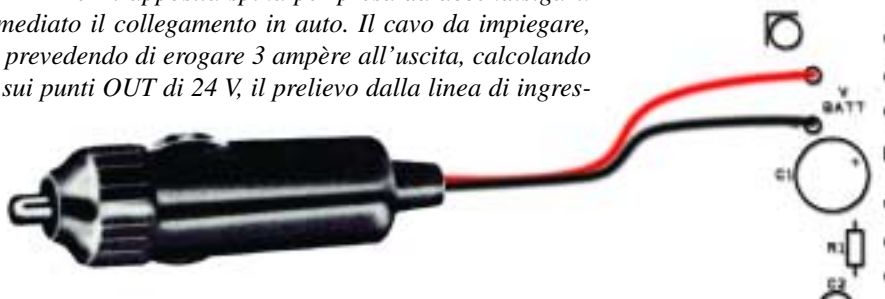 mediato il collegamento in auto. Il cavo da impiegare,
prevedendo di erogare 3 ampère all'uscita, calcolando
sui punti OUT di 24 V, il prelievo dalla linea di ingres-
V
BATT
C1
+
R1
C2